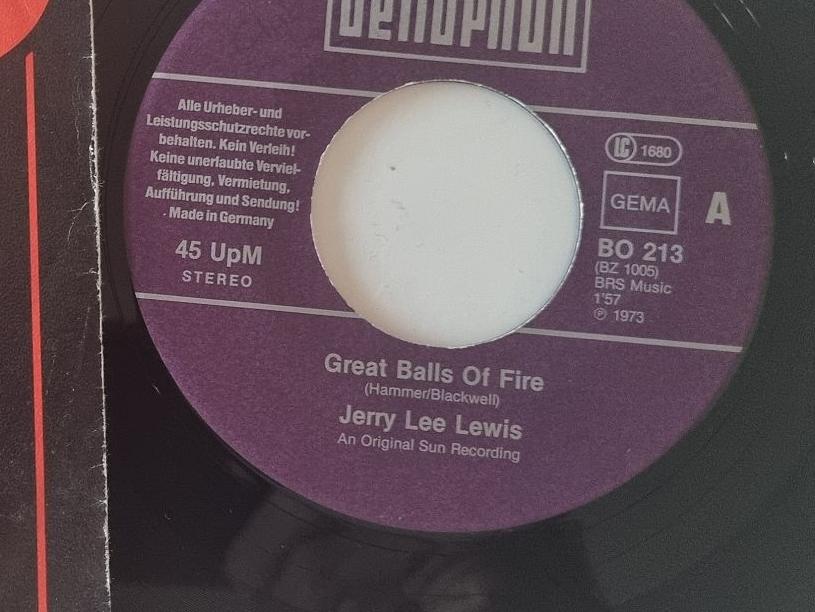 Bellaphon
Alle Urheber- und
Leistungsschutzrechte vor-
behalten. Kein Verleih!
Keine unerlaubte Verviel-
fältigung, Vermietung,
Aufführung und Sendung!
Made in Germany
45 UpM
STEREO
LC 1680
GEMA
A
BO 213
(BZ 1005)
BRS Music
1'57
℗ 1973
Great Balls Of Fire
(Hammer/Blackwell)
Jerry Lee Lewis
An Original Sun Recording